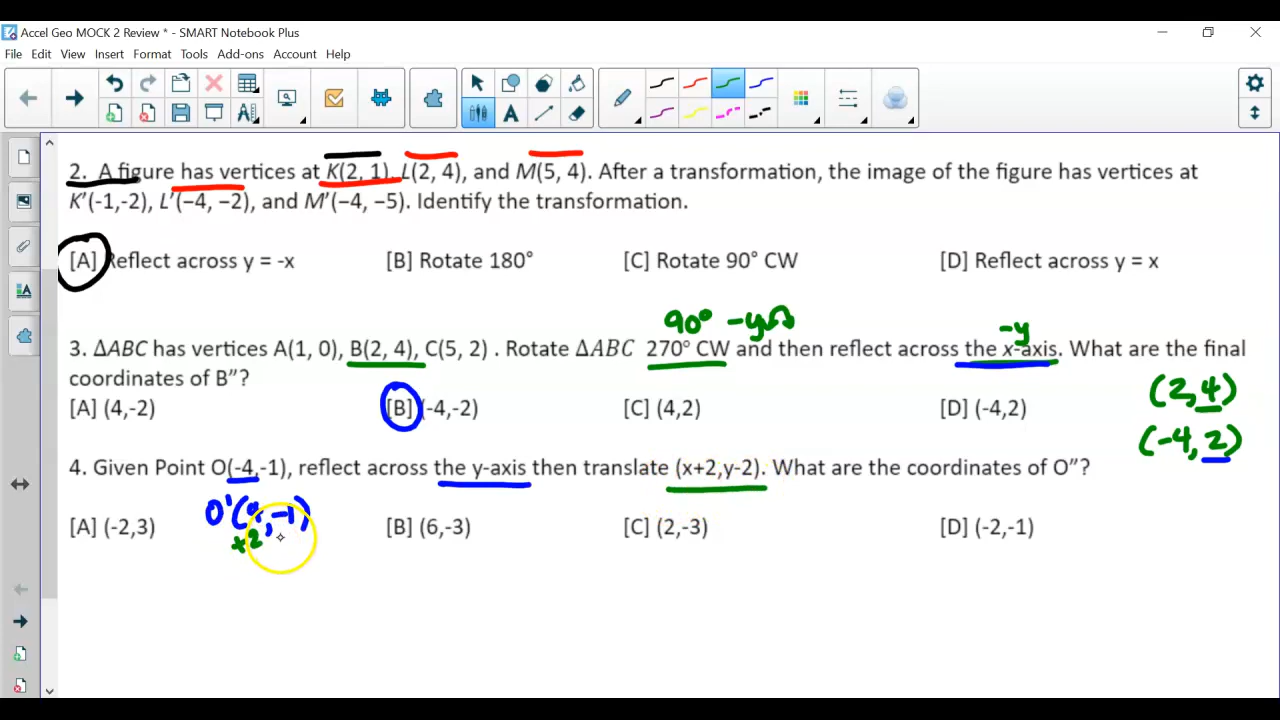 Accel Geo MOCK 2 Review * - SMART Notebook Plus
File Edit View Insert Format Tools Add-ons Account Help
2. A figure has vertices at K(2, 1), L(2, 4), and M(5, 4). After a transformation, the image of the figure has vertices at
K′(-1,-2), L′(−4, −2), and M′(−4, −5). Identify the transformation.
[A] Reflect across y = -x [B] Rotate 180° [C] Rotate 90° CW [D] Reflect across y = x
90° -y
-y
3. ΔABC has vertices A(1, 0), B(2, 4), C(5, 2) . Rotate ΔABC 270° CW and then reflect across the x-axis. What are the final
coordinates of B″?
(2,4)
[A] (4,-2) [B] (-4,-2) [C] (4,2) [D] (-4,2)
(-4,2)
4. Given Point O(-4,-1), reflect across the y-axis then translate (x+2,y-2). What are the coordinates of O″?
O'(4,-1)
[A] (-2,3) [B] (6,-3) [C] (2,-3) [D] (-2,-1)
+2